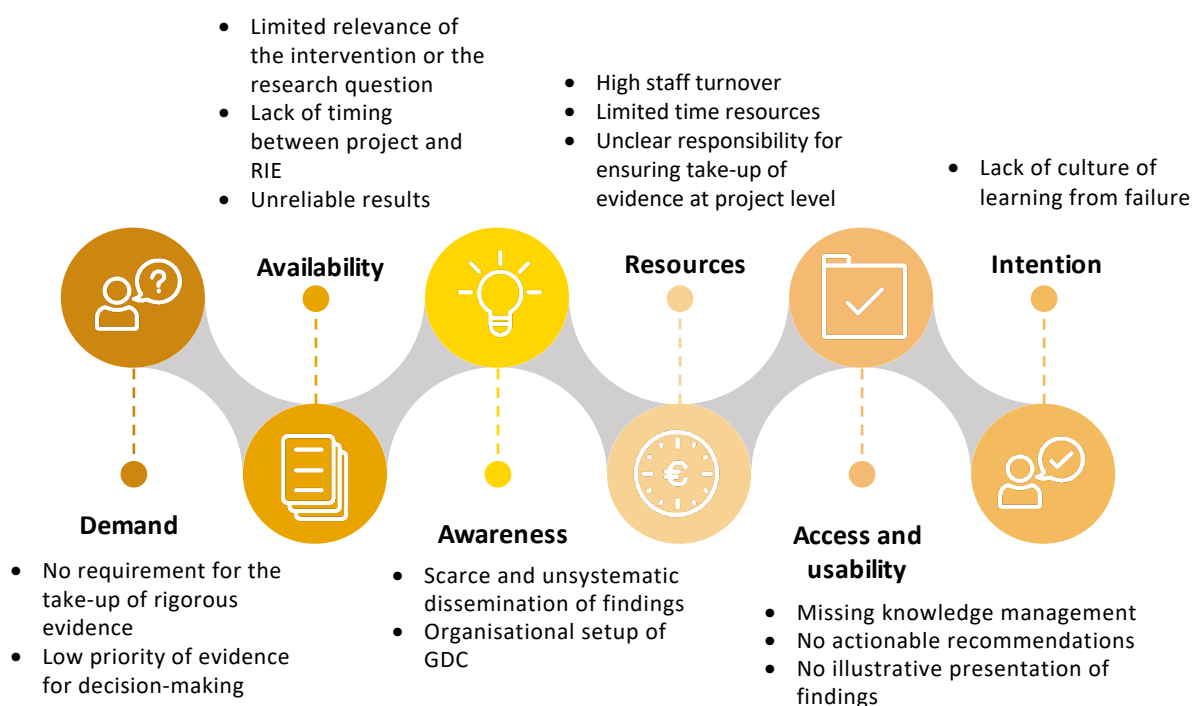 • Limited relevance of
the intervention or the
research question
• Lack of timing
between project and
RIE
• Unreliable results
Availability
• High staff turnover
• Limited time resources
• Unclear responsibility for
ensuring take-up of
evidence at project level
Resources
• Lack of culture of
learning from failure
Intention
?
€
Demand
• No requirement for the
take-up of rigorous
evidence
• Low priority of evidence
for decision-making
Awareness
• Scarce and unsystematic
dissemination of findings
• Organisational setup of
GDC
Access and
usability
• Missing knowledge management
• No actionable recommendations
• No illustrative presentation of
findings